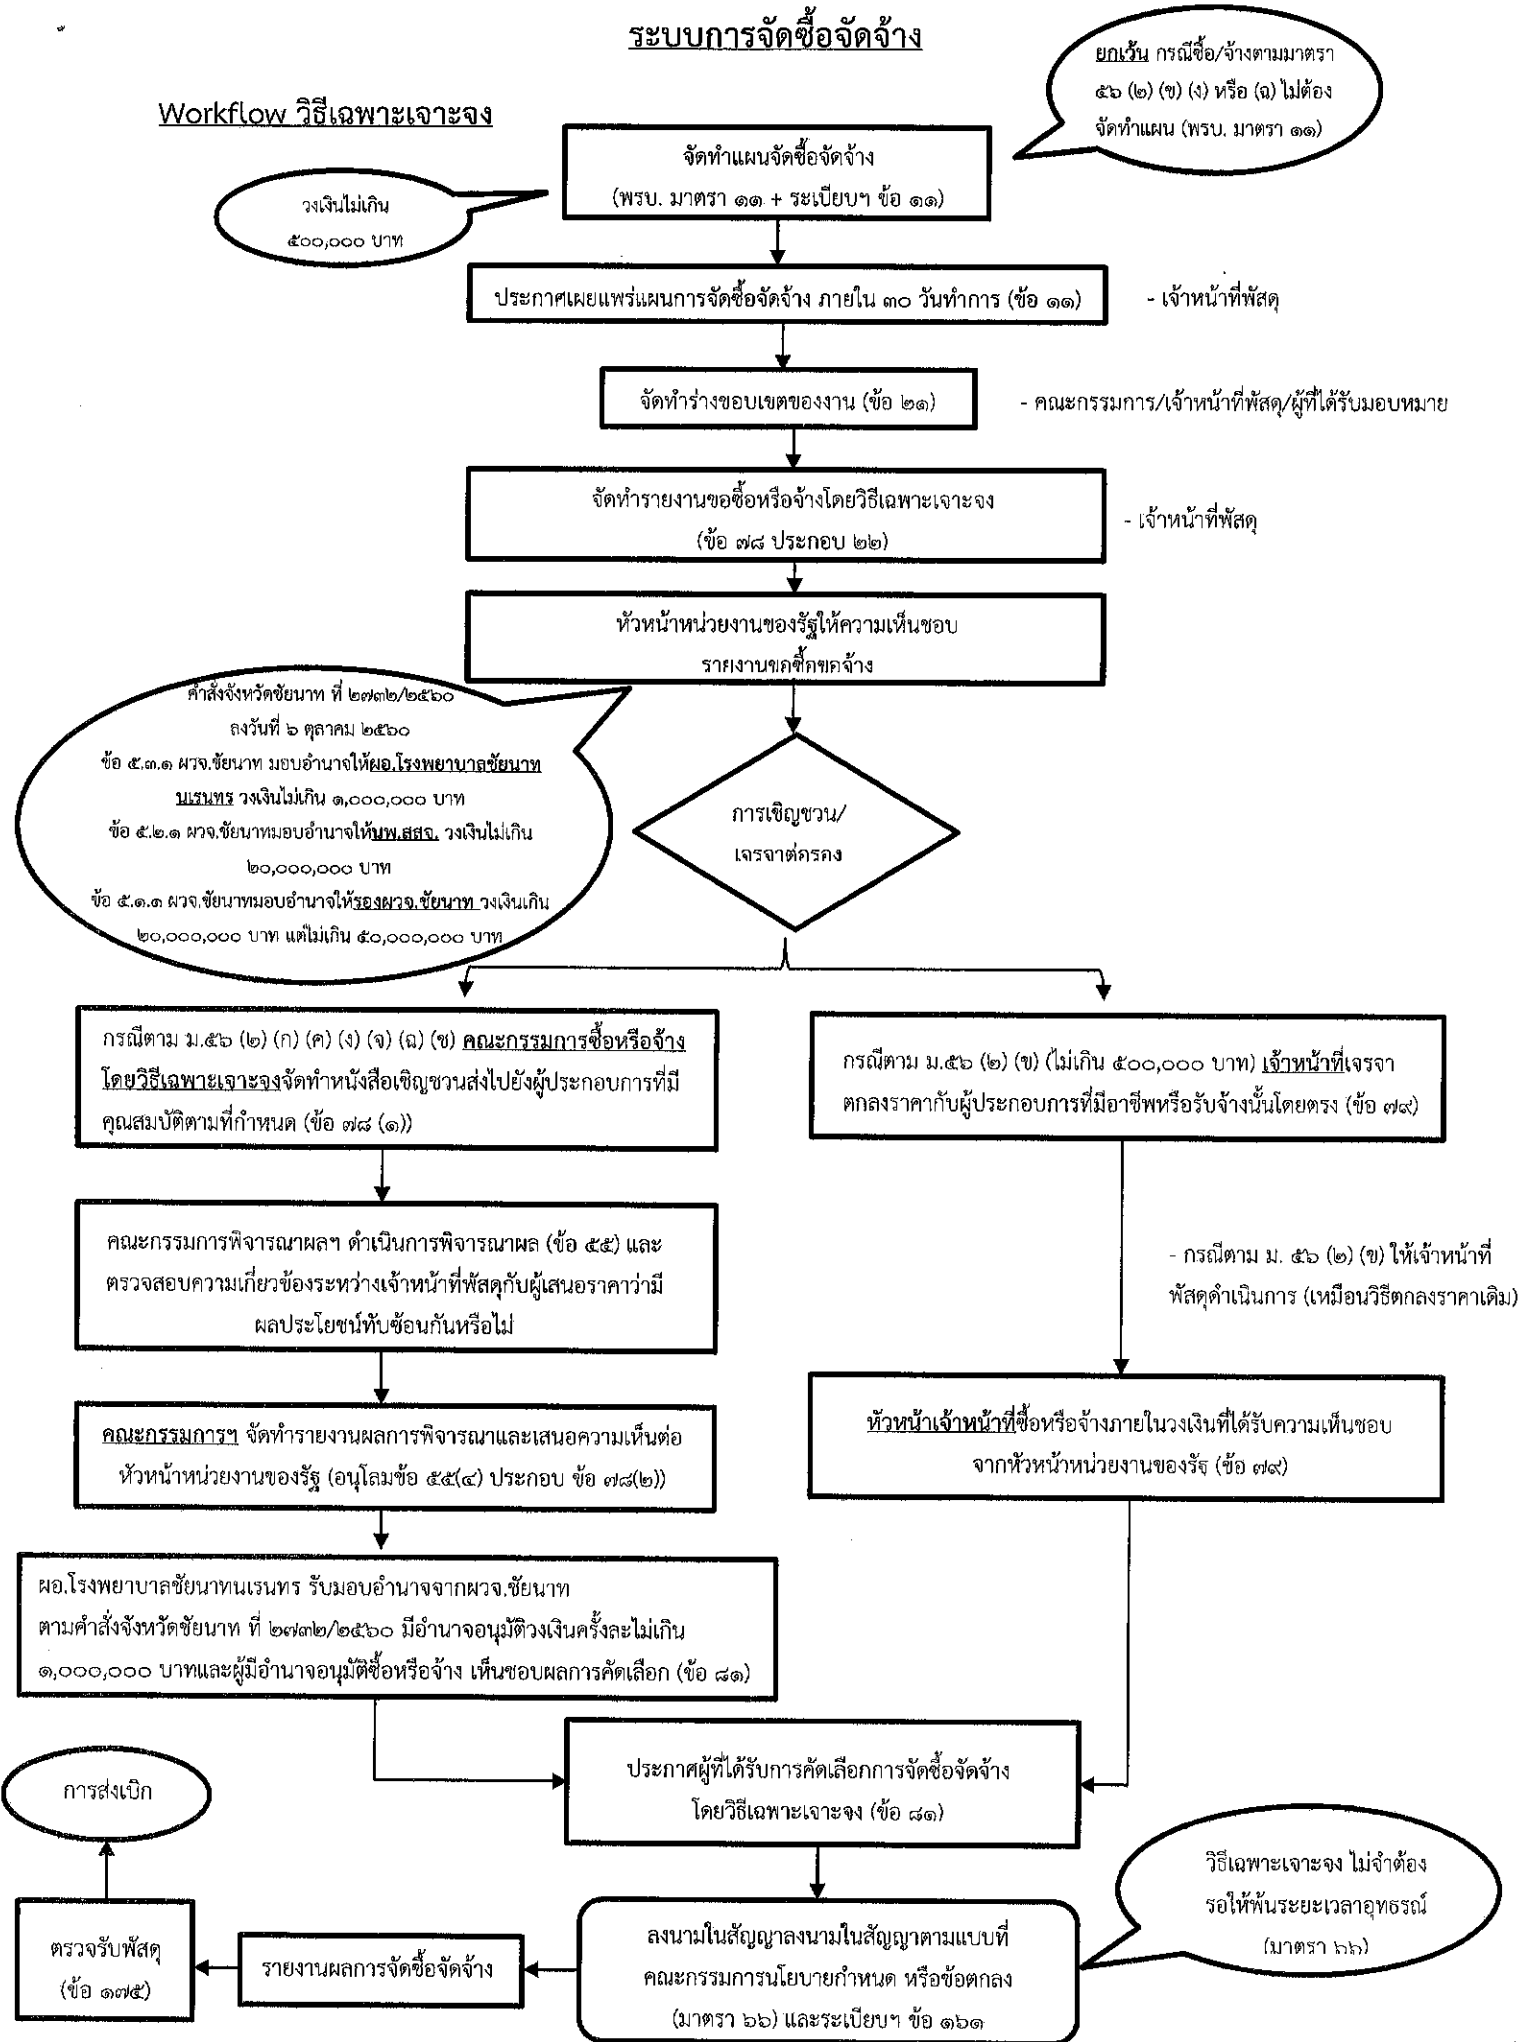 ระบบการจัดซื้อจัดจ้าง
ยกเว้น กรณีซื้อ/จ้างตามมาตรา
๕๖ (๒) (ข) (ง) หรือ (ฉ) ไม่ต้อง
จัดทำแผน (พรบ. มาตรา ๑๑)
Workflow วิธีเฉพาะเจาะจง
จัดทำแผนจัดซื้อจัดจ้าง
(พรบ. มาตรา ๑๑ + ระเบียบฯ ข้อ ๑๑)
วงเงินไม่เกิน
๕๐๐,๐๐๐ บาท
ประกาศเผยแพร่แผนการจัดซื้อจัดจ้าง ภายใน ๓๐ วันทำการ (ข้อ ๑๑)
- เจ้าหน้าที่พัสดุ
จัดทำร่างขอบเขตของงาน (ข้อ ๒๑)
- คณะกรรมการ/เจ้าหน้าที่พัสดุ/ผู้ที่ได้รับมอบหมาย
จัดทำรายงานขอซื้อหรือจ้างโดยวิธีเฉพาะเจาะจง
(ข้อ ๗๘ ประกอบ ๒๒)
- เจ้าหน้าที่พัสดุ
หัวหน้าหน่วยงานของรัฐให้ความเห็นชอบ
รายงานขอซื้อขอจ้าง
คำสั่งจังหวัดชัยนาท ที่ ๒๗๓๒/๒๕๖๐
ลงวันที่ ๖ ตุลาคม ๒๕๖๐
ข้อ ๕.๓.๑ ผวจ.ชัยนาท มอบอำนาจให้ผอ.โรงพยาบาลชัยนาท
นเรนทร วงเงินไม่เกิน ๑,๐๐๐,๐๐๐ บาท
ข้อ ๕.๒.๑ ผวจ.ชัยนาทมอบอำนาจให้นพ.สสจ. วงเงินไม่เกิน
๒๐,๐๐๐,๐๐๐ บาท
ข้อ ๕.๑.๑ ผวจ.ชัยนาทมอบอำนาจให้รองผวจ.ชัยนาท วงเงินเกิน
๒๐,๐๐๐,๐๐๐ บาท แต่ไม่เกิน ๕๐,๐๐๐,๐๐๐ บาท
การเชิญชวน/
เจรจาต่อรอง
กรณีตาม ม.๕๖ (๒) (ก) (ค) (ง) (จ) (ฉ) (ช) คณะกรรมการซื้อหรือจ้าง
โดยวิธีเฉพาะเจาะจงจัดทำหนังสือเชิญชวนส่งไปยังผู้ประกอบการที่มี
คุณสมบัติตามที่กำหนด (ข้อ ๗๘ (๑))
กรณีตาม ม.๕๖ (๒) (ข) (ไม่เกิน ๕๐๐,๐๐๐ บาท) เจ้าหน้าที่เจรจา
ตกลงราคากับผู้ประกอบการที่มีอาชีพหรือรับจ้างนั้นโดยตรง (ข้อ ๗๙)
คณะกรรมการพิจารณาผลฯ ดำเนินการพิจารณาผล (ข้อ ๕๕) และ
ตรวจสอบความเกี่ยวข้องระหว่างเจ้าหน้าที่พัสดุกับผู้เสนอราคาว่ามี
ผลประโยชน์ทับซ้อนกันหรือไม่
- กรณีตาม ม. ๕๖ (๒) (ข) ให้เจ้าหน้าที่
พัสดุดำเนินการ (เหมือนวิธีตกลงราคาเดิม)
คณะกรรมการฯ จัดทำรายงานผลการพิจารณาและเสนอความเห็นต่อ
หัวหน้าหน่วยงานของรัฐ (อนุโลมข้อ ๕๕(๔) ประกอบ ข้อ ๗๘(๒))
หัวหน้าเจ้าหน้าที่ซื้อหรือจ้างภายในวงเงินที่ได้รับความเห็นชอบ
จากหัวหน้าหน่วยงานของรัฐ (ข้อ ๗๙)
ผอ.โรงพยาบาลชัยนาทนเรนทร รับมอบอำนาจจากผวจ.ชัยนาท
ตามคำสั่งจังหวัดชัยนาท ที่ ๒๗๓๒/๒๕๖๐ มีอำนาจอนุมัติวงเงินครั้งละไม่เกิน
๑,๐๐๐,๐๐๐ บาทและผู้มีอำนาจอนุมัติซื้อหรือจ้าง เห็นชอบผลการคัดเลือก (ข้อ ๘๑)
ประกาศผู้ที่ได้รับการคัดเลือกการจัดซื้อจัดจ้าง
โดยวิธีเฉพาะเจาะจง (ข้อ ๘๑)
การส่งเบิก
วิธีเฉพาะเจาะจง ไม่จำต้อง
รอให้พ้นระยะเวลาอุทธรณ์
(มาตรา ๖๖)
ตรวจรับพัสดุ
(ข้อ ๑๗๕)
รายงานผลการจัดซื้อจัดจ้าง
ลงนามในสัญญาลงนามในสัญญาตามแบบที่
คณะกรรมการนโยบายกำหนด หรือข้อตกลง
(มาตรา ๖๖) และระเบียบฯ ข้อ ๑๖๑